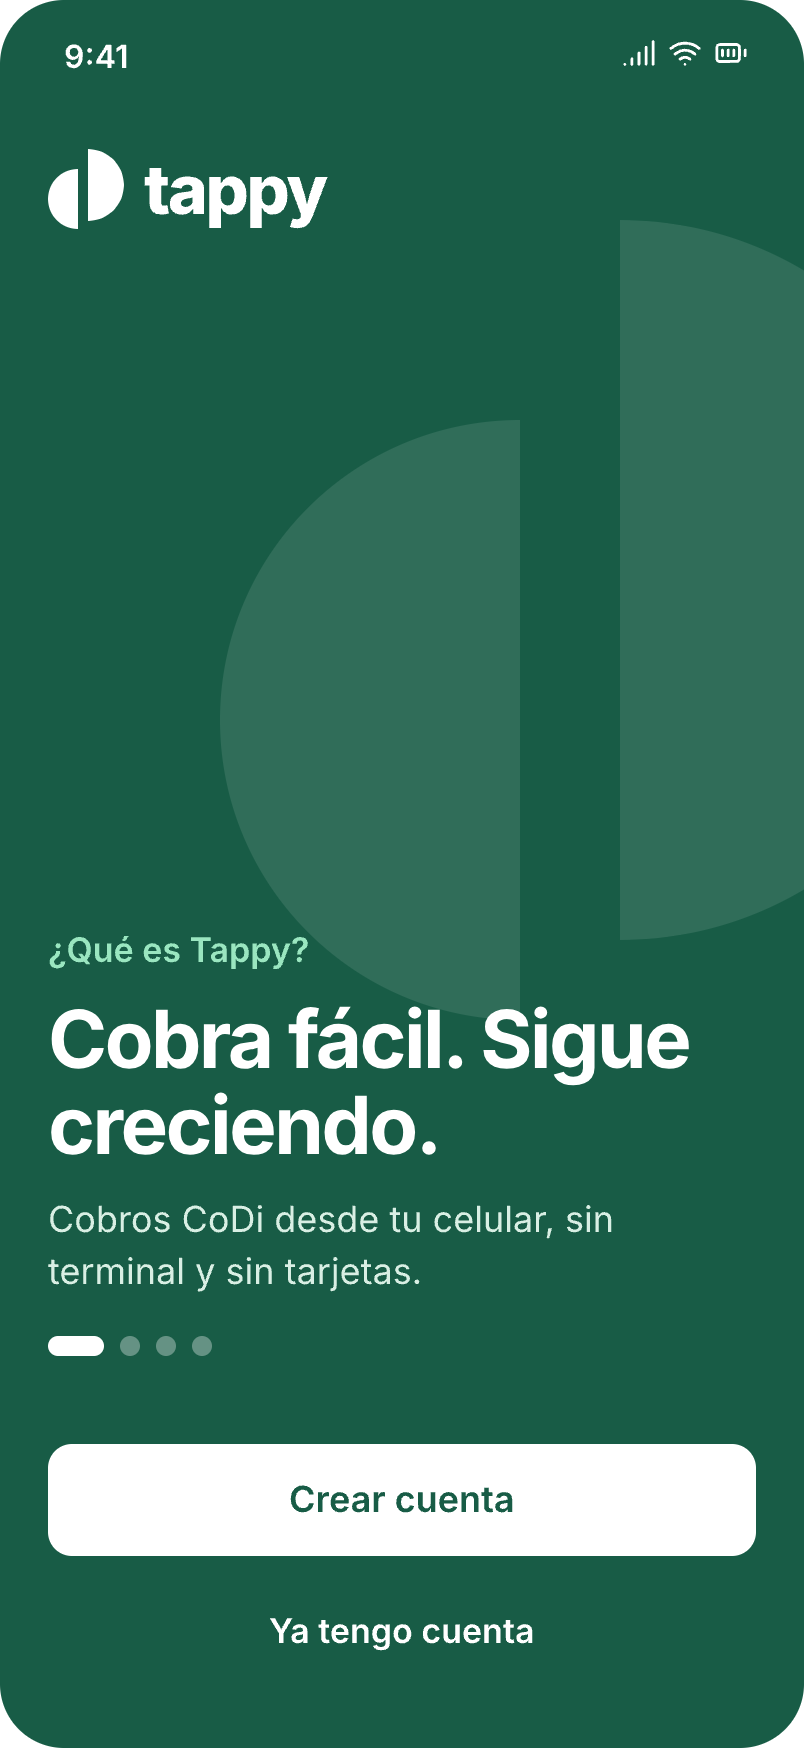 9:41
tappy
¿Qué es Tappy?
Cobra fácil. Sigue
creciendo.
Cobros CoDi desde tu celular, sin
terminal y sin tarjetas.
Crear cuenta
Ya tengo cuenta